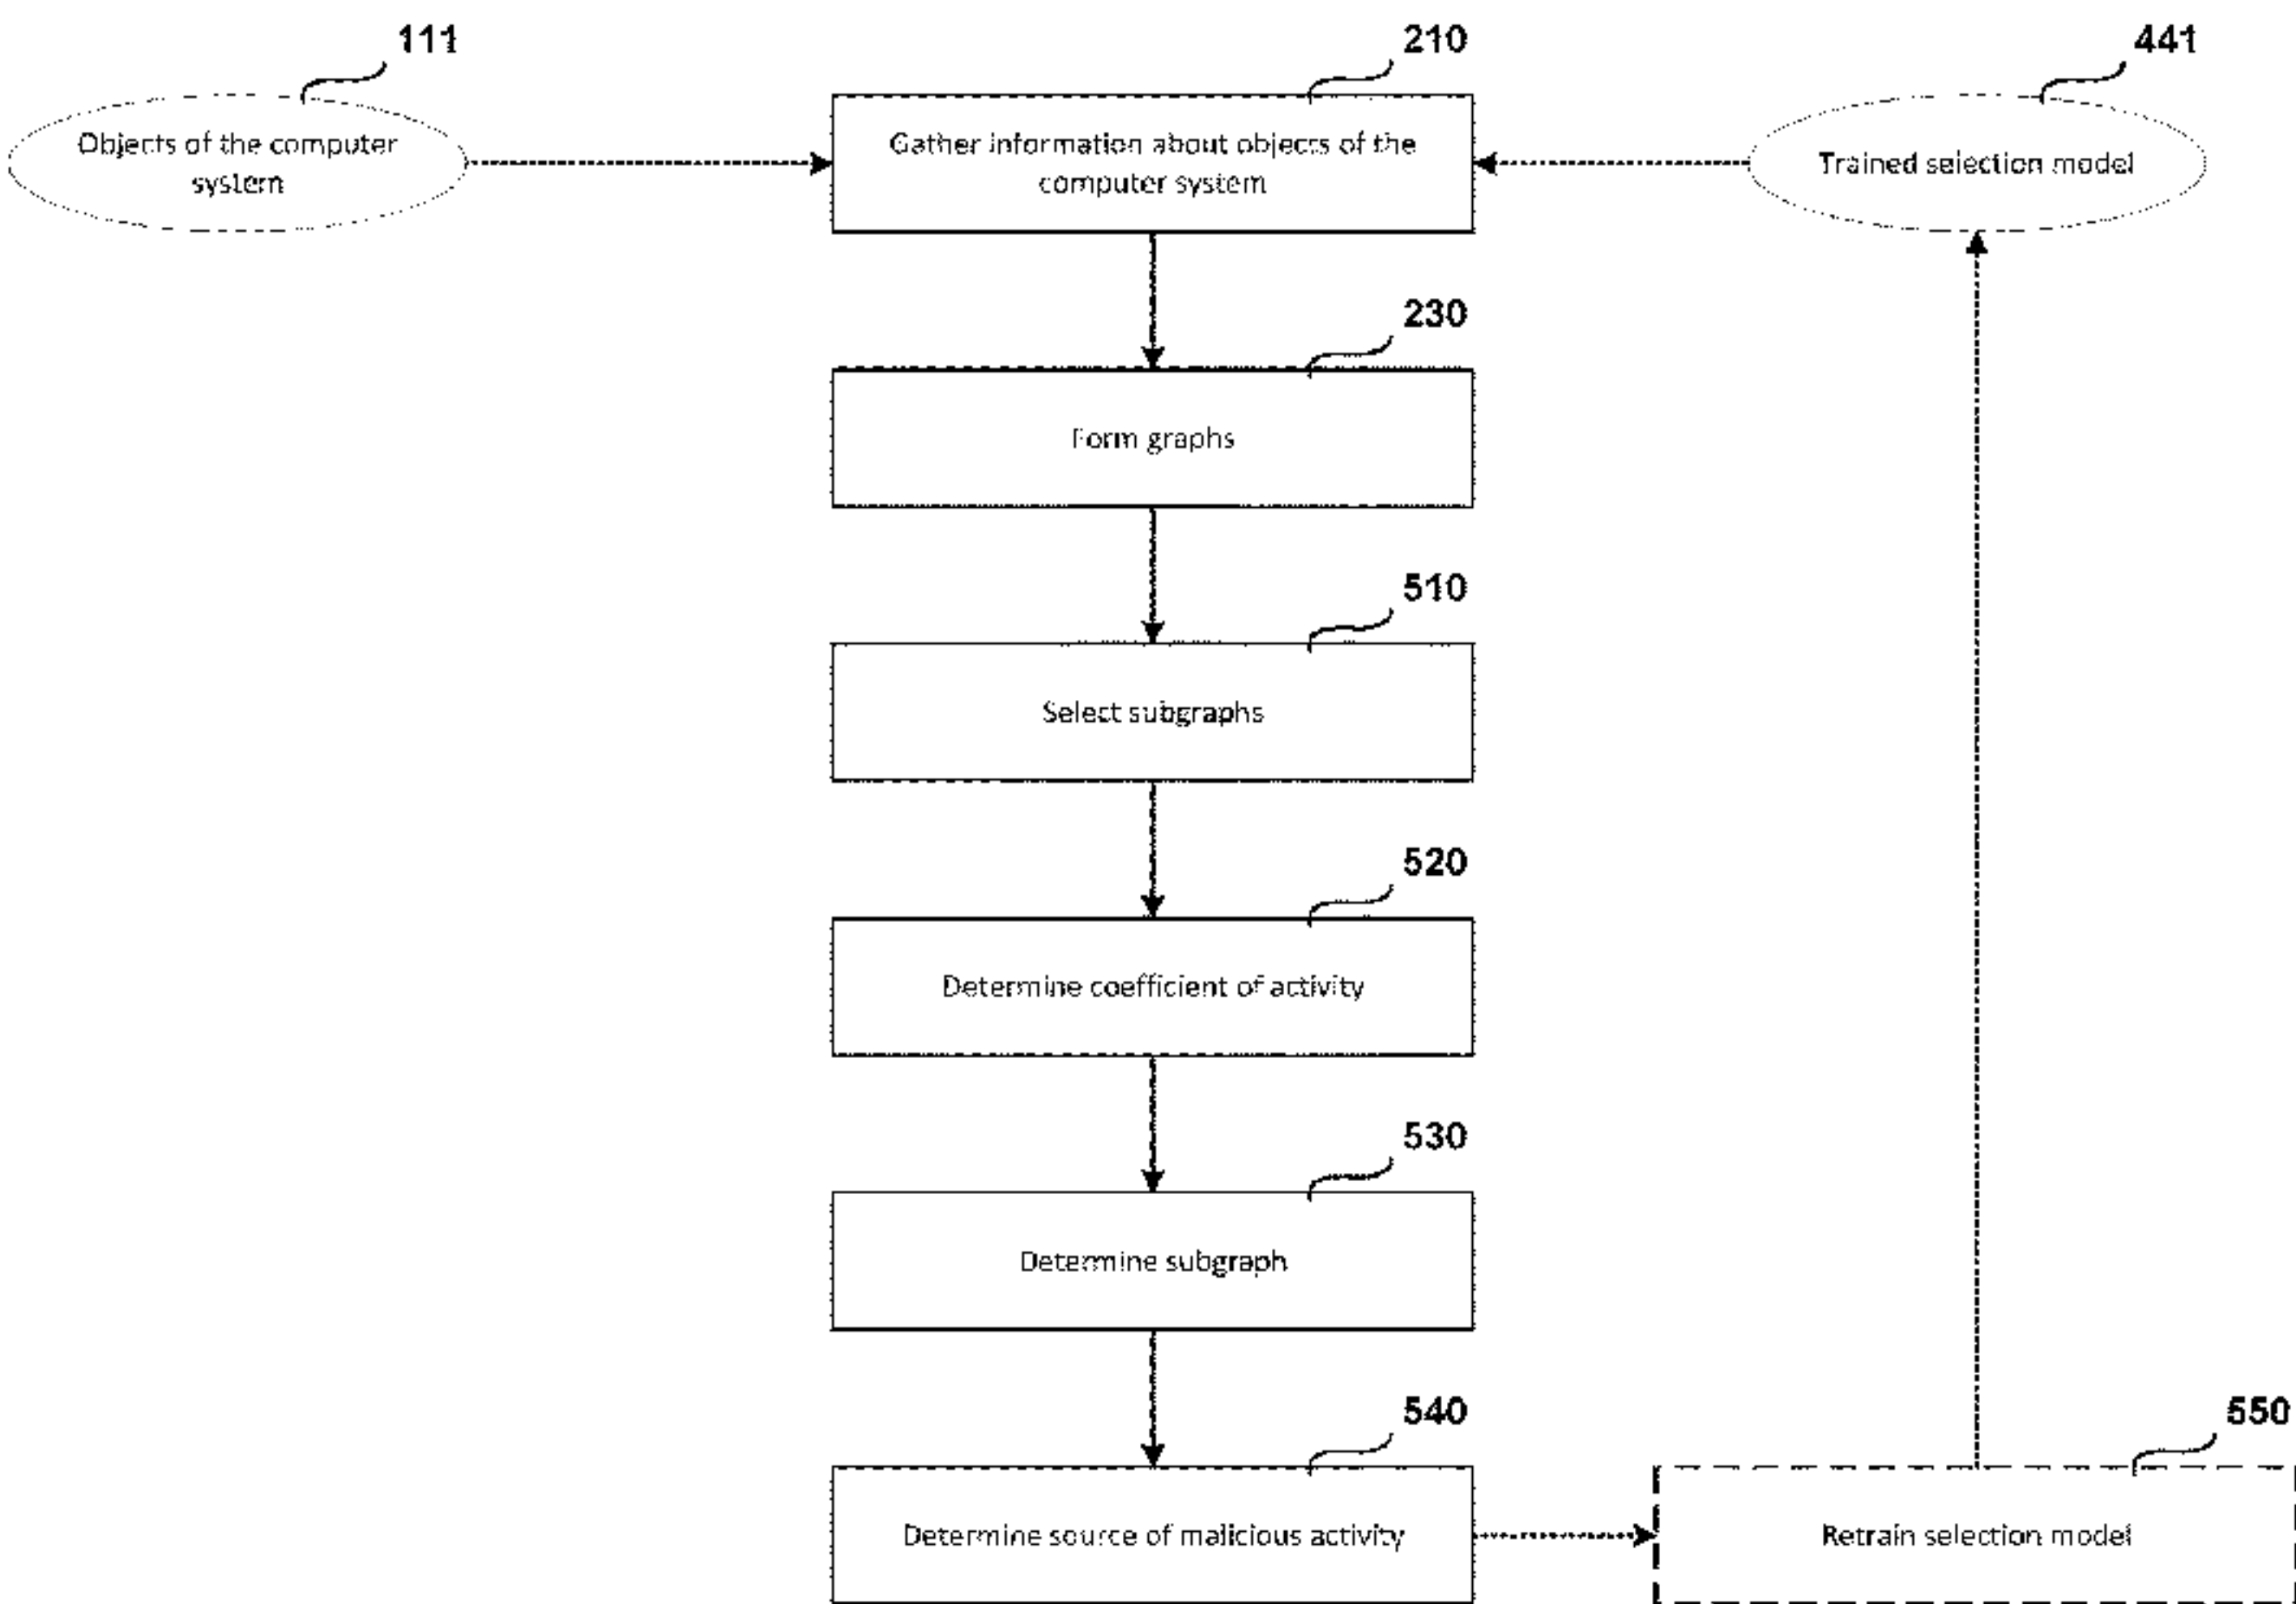 111
210
441
Objects of the computer
system
Gather information about objects of the
computer system
Trained selection model
230
Form graphs
510
Select subgraphs
520
Determine coefficient of activity
530
Determine subgraph
540
550
Determine source of malicious activity
Retrain selection model